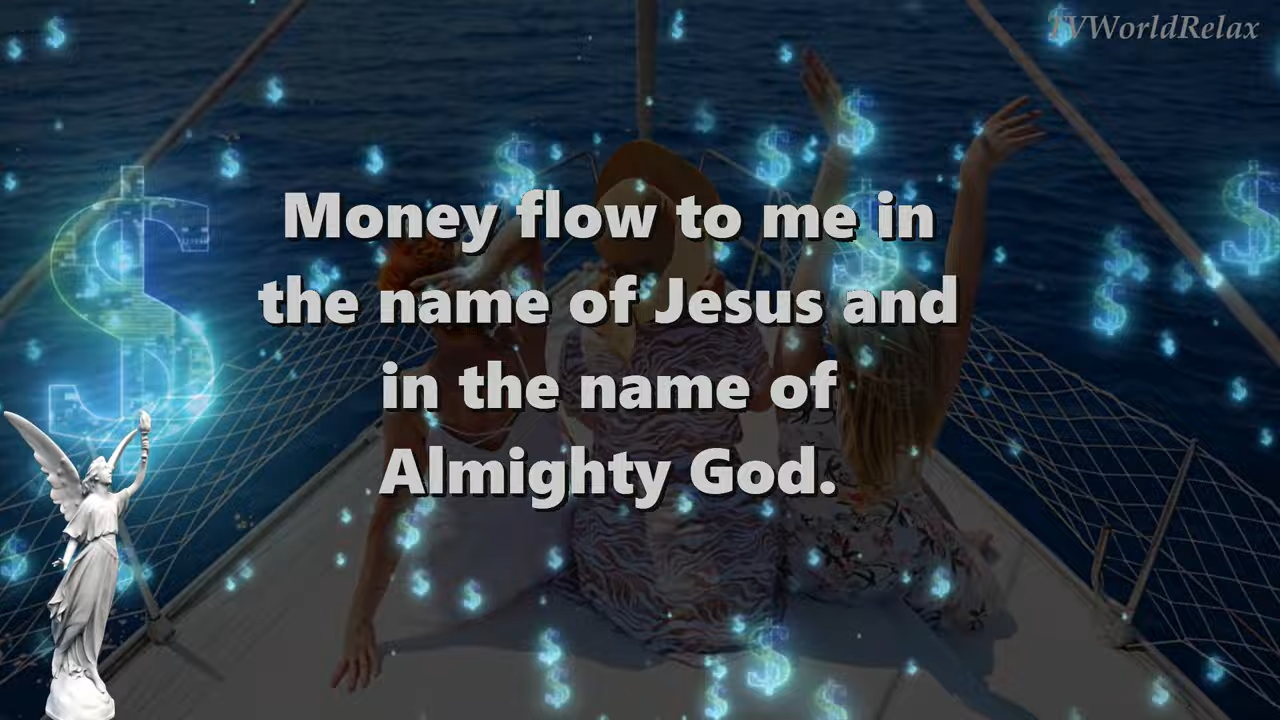 TVWorldRelax
Money flow to me in
the name of Jesus and
in the name of
Almighty God.